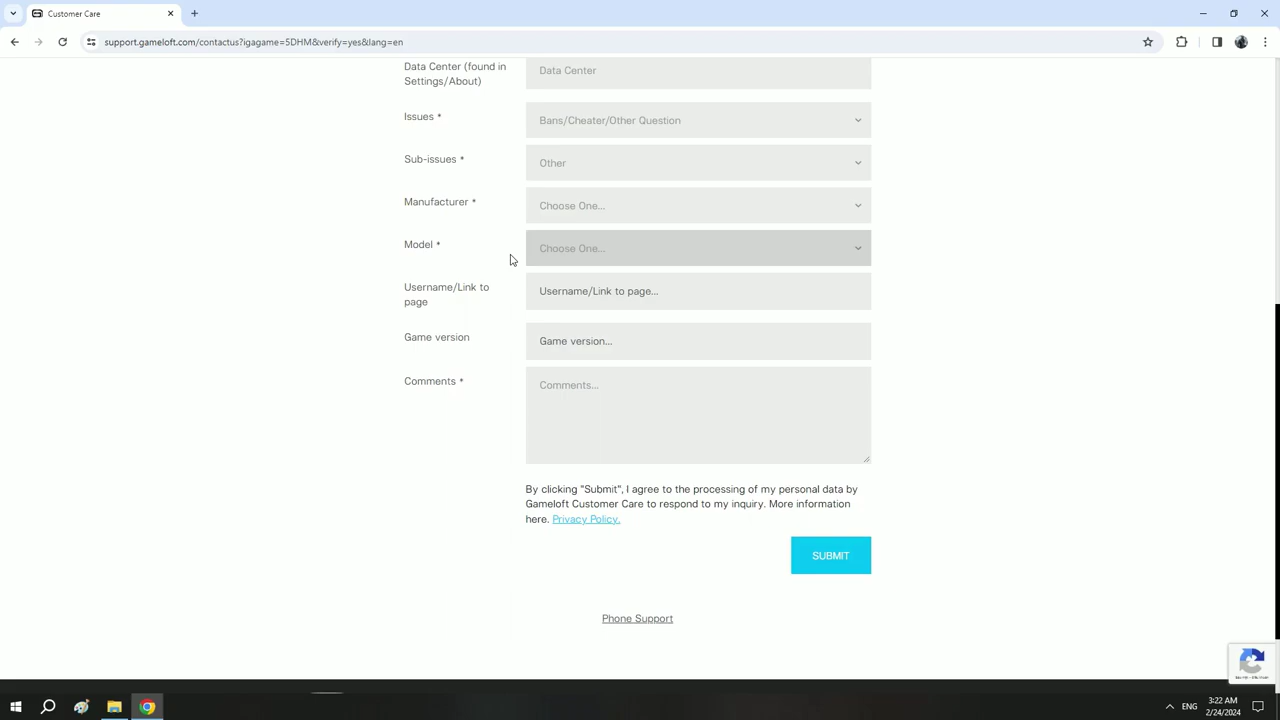 Customer Care
support.gameloft.com/contactus?igagame=5DHM&verify=yes&lang=en
Data Center (found in
Settings/About)
Data Center
Issues *
Bans/Cheater/Other Question
Sub-issues *
Other
Manufacturer *
Choose One...
Model *
Choose One...
Username/Link to
page
Username/Link to page...
Game version
Game version...
Comments *
Comments...
By clicking "Submit", I agree to the processing of my personal data by
Gameloft Customer Care to respond to my inquiry. More information
here. Privacy Policy.
SUBMIT
Phone Support
ENG
3:22 AM
2/24/2024